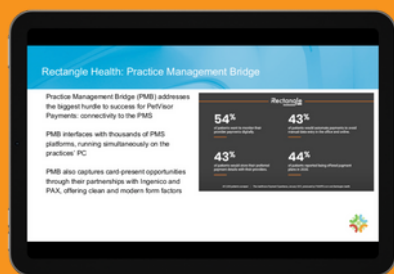 Rectangle Health: Practice Management Bridge
Practice Management Bridge (PMB) addresses
the biggest hurdle to success for PetVisor
Payments: connectivity to the PMS
PMB interfaces with thousands of PMS
platforms, running simultaneously on the
practices' PC
PMB also captures card-present opportunities
through their partnerships with Ingenico and
PAX, offering clean and modern form factors
Rectangle
54%
43%
43%
44%